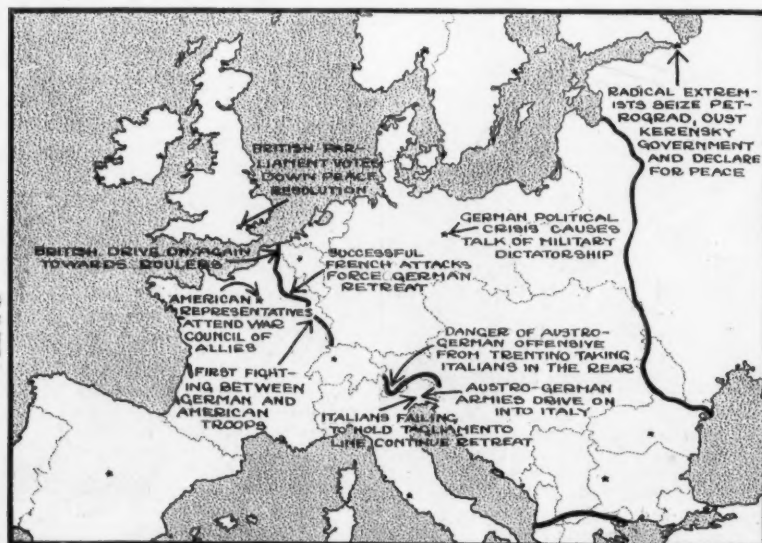 RADICAL EXTREM-
ISTS SEIZE PET-
ROGRAD, OUST
KERENSKY
GOVERNMENT
AND DECLARE
FOR PEACE
BRITISH PAR-
LIAMENT VOTES
DOWN PEACE
RESOLUTION
GERMAN POLITICAL
CRISIS CAUSES
TALK OF MILITARY
DICTATORSHIP
BRITISH DRIVE ON AGAIN
TOWARDS ROULERS
SUCCESSFUL
FRENCH ATTACKS
FORCE GERMAN
RETREAT
AMERICAN
REPRESENTATIVES
ATTEND WAR
COUNCIL OF
ALLIES
DANGER OF AUSTRO-
GERMAN OFFENSIVE
FROM TRENTINO TAKING
ITALIANS IN THE REAR
FIRST FIGHT-
ING BETWEEN
GERMAN AND
AMERICAN
TROOPS
AUSTRO-GERMAN
ARMIES DRIVE ON
INTO ITALY
ITALIANS FAILING
TO HOLD TAGLIAMENTO
LINE CONTINUE RETREAT